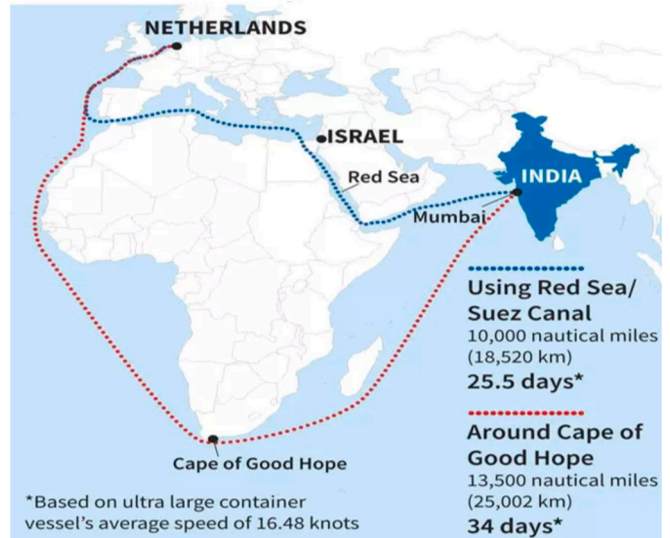 NETHERLANDS
ISRAEL
Red Sea
INDIA
Mumbai
Using Red Sea/
Suez Canal
10,000 nautical miles
(18,520 km)
25.5 days*
Around Cape of
Good Hope
13,500 nautical miles
(25,002 km)
34 days*
Cape of Good Hope
*Based on ultra large container
vessel's average speed of 16.48 knots